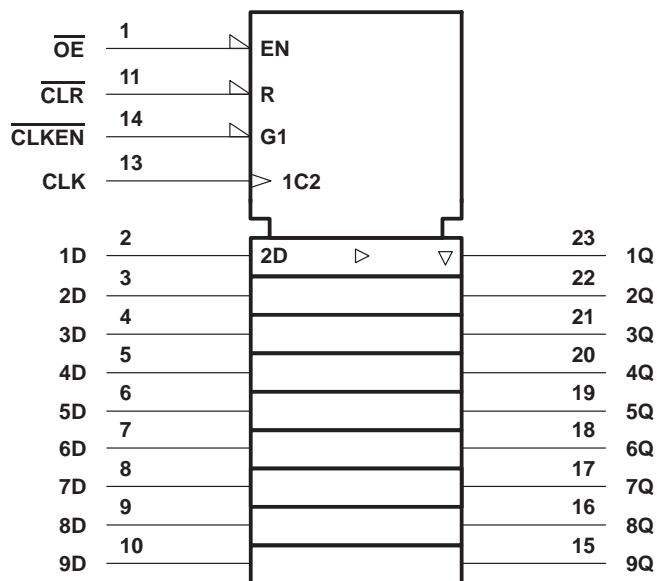 OE 1 EN
CLR 11 R
CLKEN 14 G1
CLK 13 1C2
1D 2 2D 23 1Q
2D 3 22 2Q
3D 4 21 3Q
4D 5 20 4Q
5D 6 19 5Q
6D 7 18 6Q
7D 8 17 7Q
8D 9 16 8Q
9D 10 15 9Q